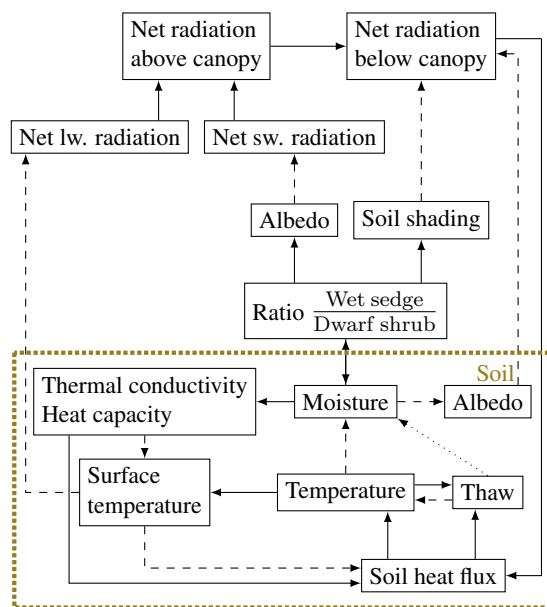 Net radiation
above canopy
Net radiation
below canopy
Net lw. radiation
Net sw. radiation
Albedo
Soil shading
Ratio Wet sedge
Dwarf shrub
Soil
Thermal conductivity
Heat capacity
Moisture
Albedo
Surface
temperature
Temperature
Thaw
Soil heat flux